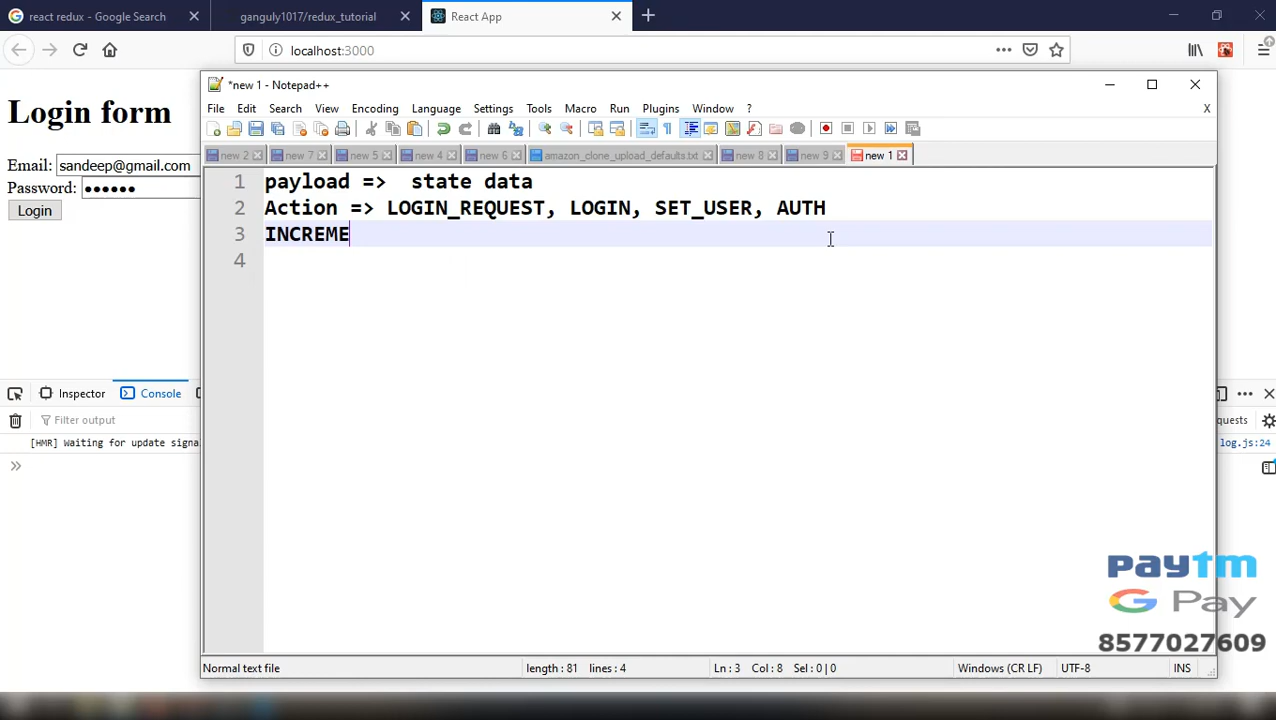 react redux - Google Search
ganguly1017/redux_tutorial
React App
localhost:3000
Login form
Email: sandeep@gmail.com
Password: ●●●●●●
Login
*new 1 - Notepad++
File Edit Search View Encoding Language Settings Tools Macro Run Plugins Window ? X
new 2 new 7 new 5 new 4 new 6 amazon_clone_upload_defaults.txt new 8 new 9 new 1
1 payload => state data
2 Action => LOGIN_REQUEST, LOGIN, SET_USER, AUTH
3 INCREME
4
Inspector Console
Filter output
quests
[HMR] Waiting for update signa
log.js:24
paytm
G Pay
8577027609
Normal text file length : 81 lines : 4 Ln : 3 Col : 8 Sel : 0 | 0 Windows (CR LF) UTF-8 INS